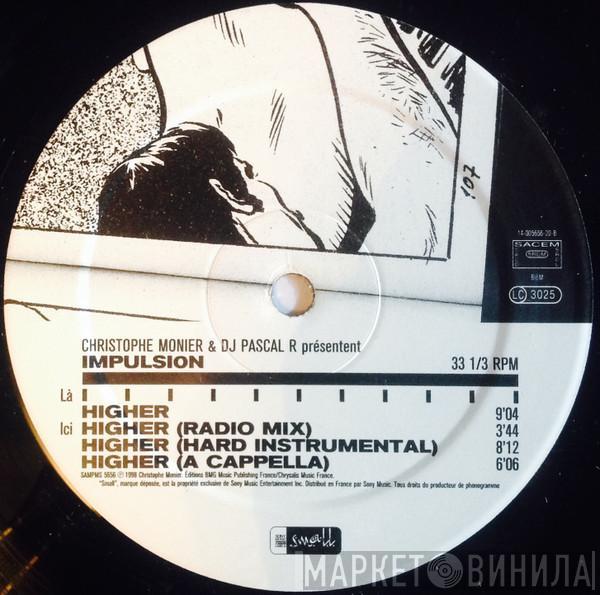 107
14-005656-20-B
SACEM
BIEM
LC 3025
CHRISTOPHE MONIER & DJ PASCAL R présentent
IMPULSION 33 1/3 RPM
Là
HIGHER 9'04
Ici HIGHER (RADIO MIX) 3'44
HIGHER (HARD INSTRUMENTAL) 8'12
HIGHER (A CAPPELLA) 6'06
SAMPMS 5656 ℗ 1998 Christophe Monier. Éditions BMG Music Publishing France/Chrysalis Music France.
"Small", marque déposée, est la propriété exclusive de Sony Music Entertainment Inc. Distribué en France par Sony Music. Tous droits du producteur de phonogramme
small
МАРКЕТ ВИНИЛА